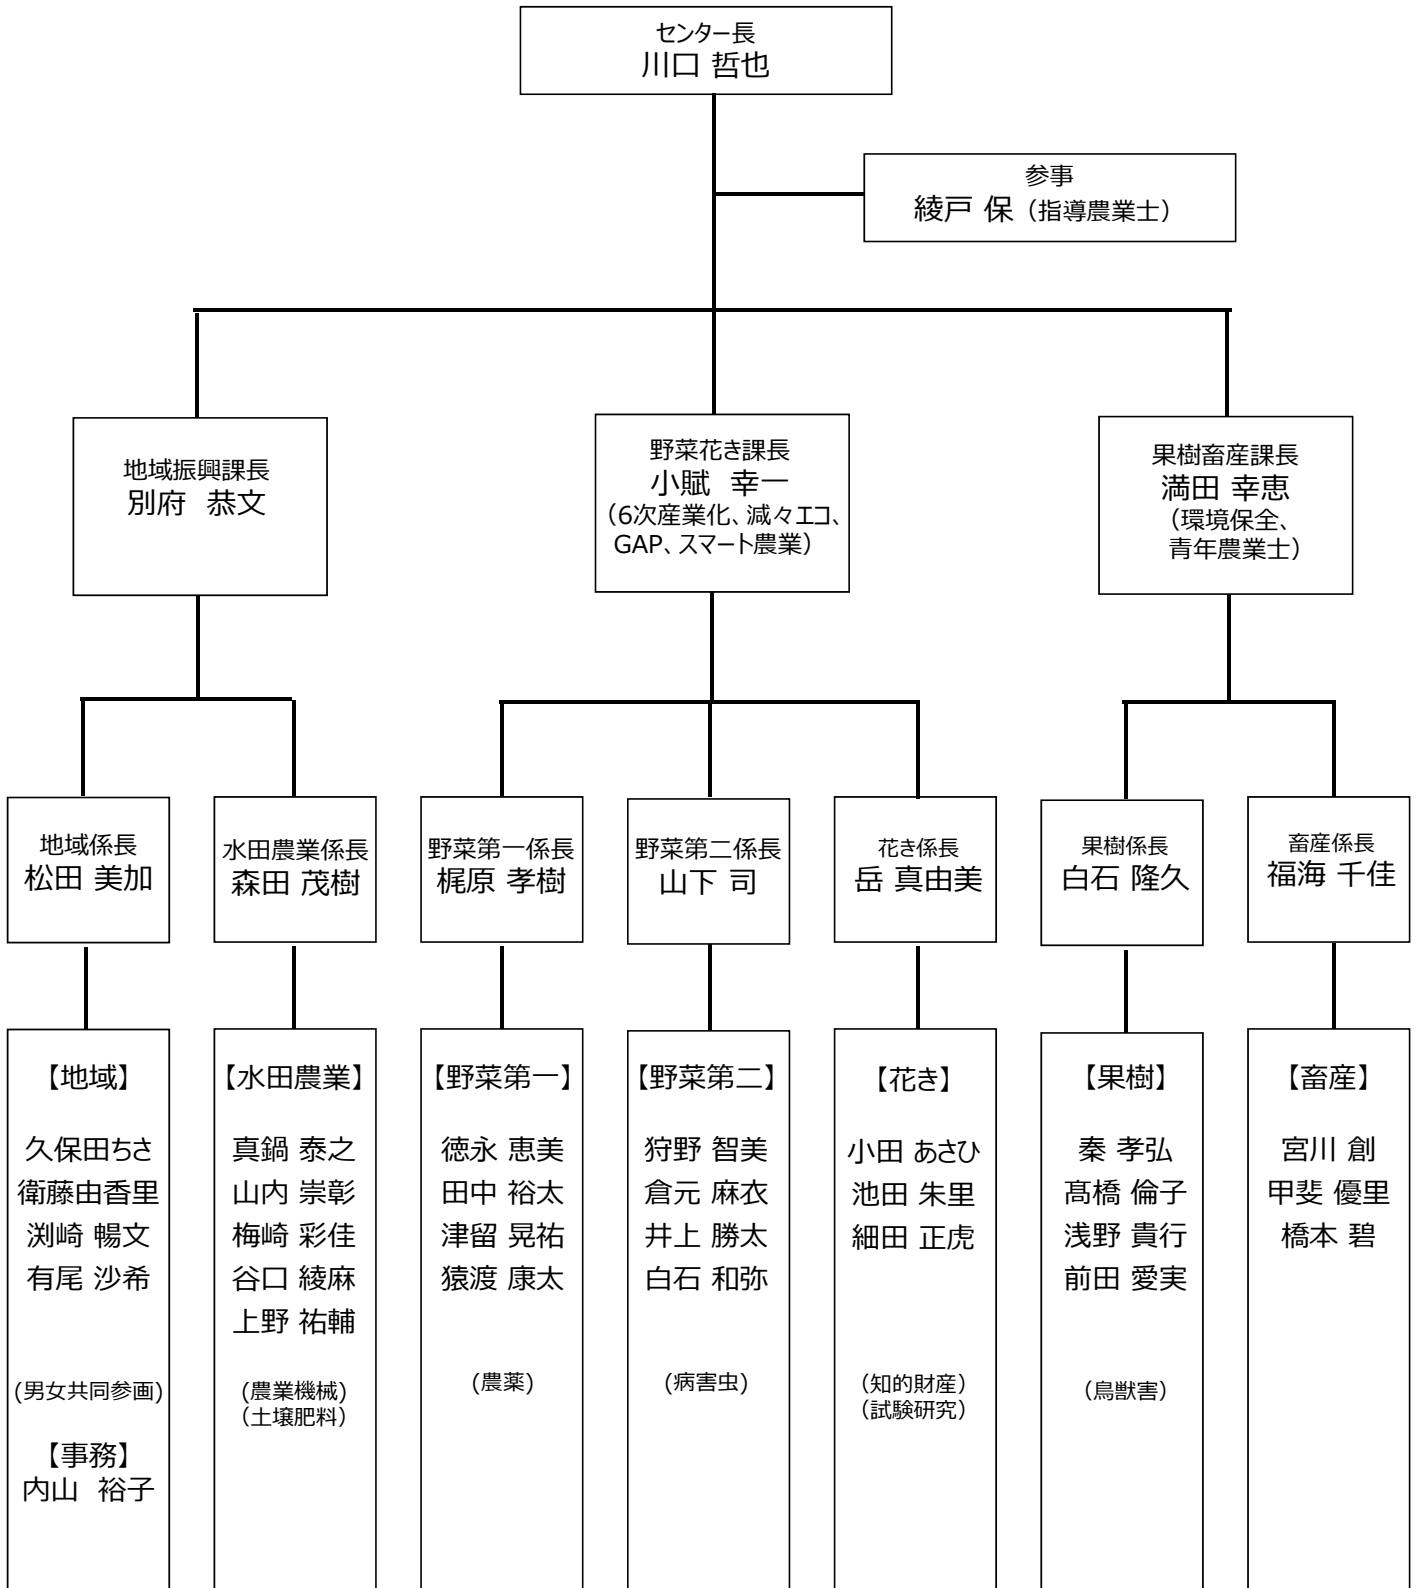 センター長
川口 哲也
参事
綾戸 保（指導農業士）
地域振興課長
別府 恭文
野菜花き課長
小賦 幸一
（6次産業化、減々エコ、
GAP、スマート農業）
果樹畜産課長
満田 幸恵
（環境保全、
青年農業士）
地域係長
松田 美加
水田農業係長
森田 茂樹
野菜第一係長
梶原 孝樹
野菜第二係長
山下 司
花き係長
岳 真由美
果樹係長
白石 隆久
畜産係長
福海 千佳
【地域】
久保田ちさ
衛藤由香里
渕崎 暢文
有尾 沙希
(男女共同参画)
【事務】
内山 裕子
【水田農業】
真鍋 泰之
山内 崇彰
梅崎 彩佳
谷口 綾麻
上野 祐輔
(農業機械)
（土壌肥料）
【野菜第一】
徳永 恵美
田中 裕太
津留 晃祐
猿渡 康太
(農薬)
【野菜第二】
狩野 智美
倉元 麻衣
井上 勝太
白石 和弥
(病害虫)
【花き】
小田 あさひ
池田 朱里
細田 正虎
（知的財産）
（試験研究）
【果樹】
秦 孝弘
髙橋 倫子
浅野 貴行
前田 愛実
（鳥獣害）
【畜産】
宮川 創
甲斐 優里
橋本 碧